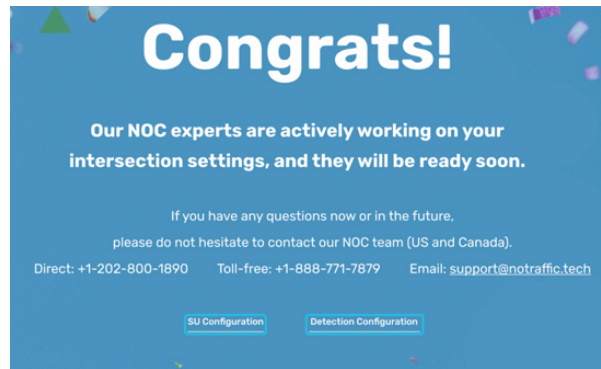 Congrats!
Our NOC experts are actively working on your
intersection settings, and they will be ready soon.
If you have any questions now or in the future,
please do not hesitate to contact our NOC team (US and Canada).
Direct: +1-202-800-1890 Toll-free: +1-888-771-7879 Email: support@notraffic.tech
SU Configuration Detection Configuration